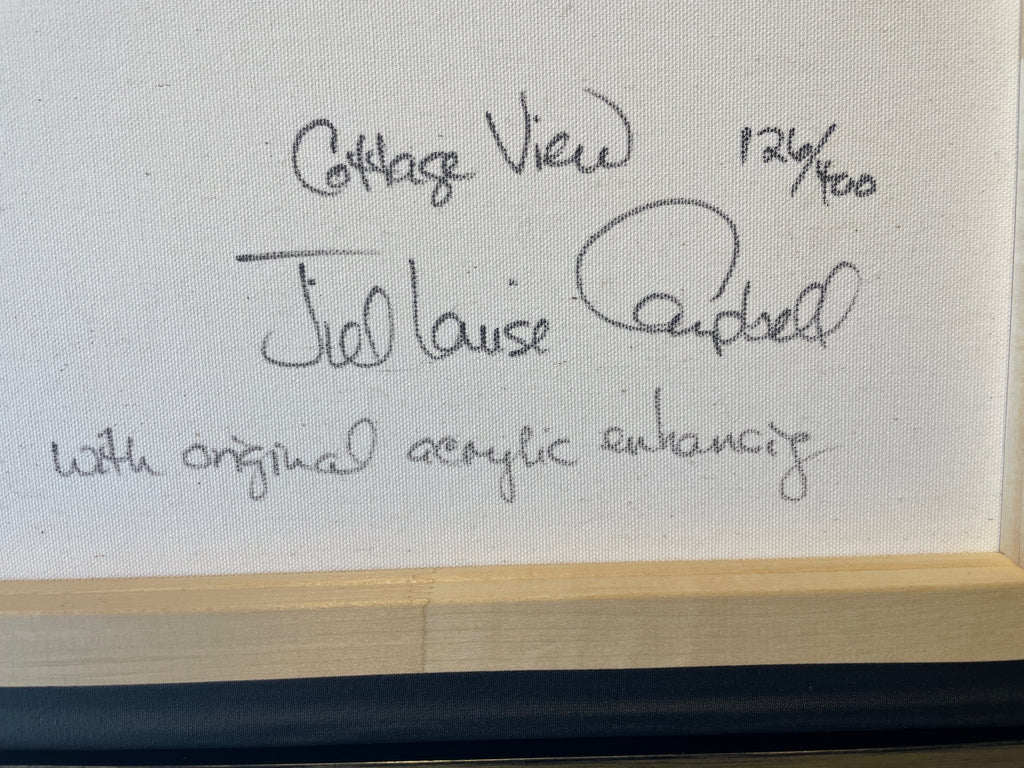 Cottage View 126/400
Jill Louise Campbell
with original acrylic enhancing